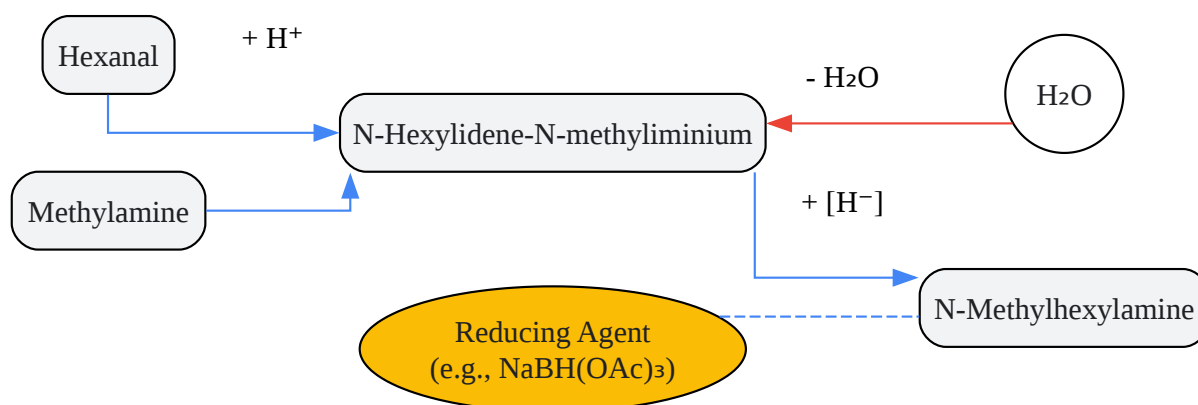 Hexanal
+ H⁺
- H₂O
H₂O
N-Hexylidene-N-methyliminium
Methylamine
+ [H⁻]
N-Methylhexylamine
Reducing Agent
(e.g., NaBH(OAc)₃)